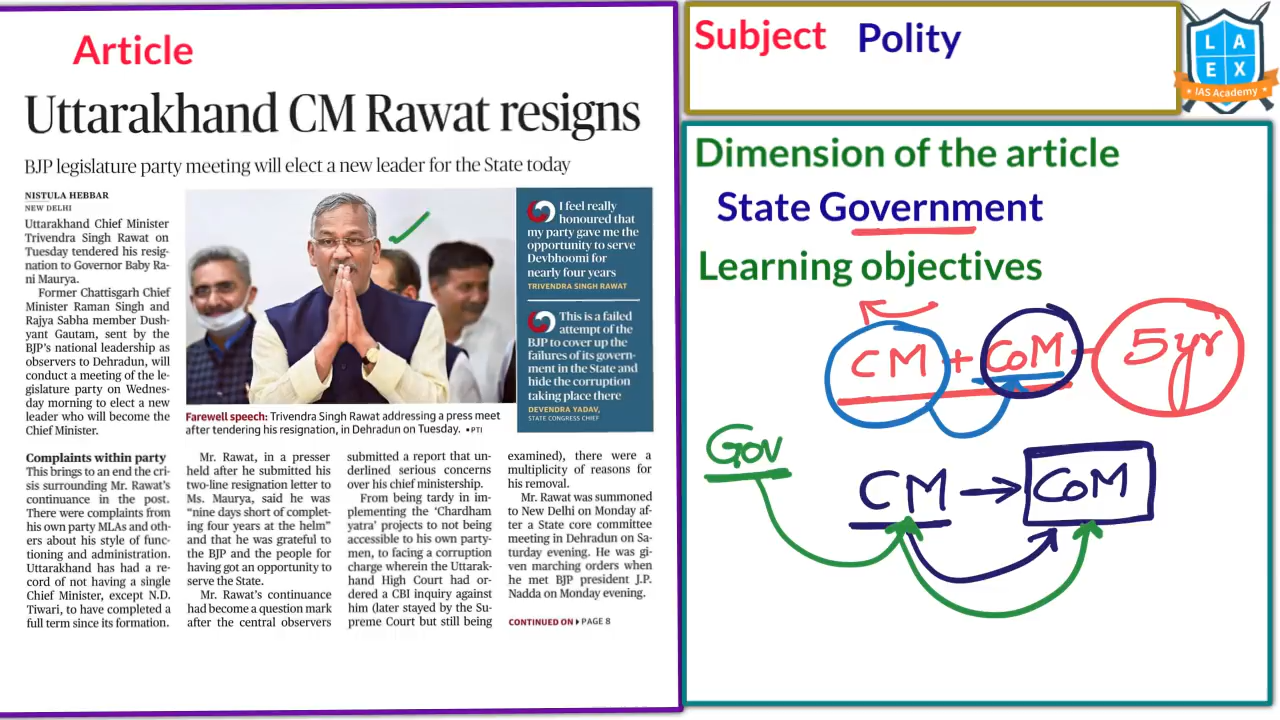 Article
Uttarakhand CM Rawat resigns
BJP legislature party meeting will elect a new leader for the State today
NISTULA HEBBAR
NEW DELHI
Uttarakhand Chief Minister
Trivendra Singh Rawat on
Tuesday tendered his resig-
nation to Governor Baby Ra-
ni Maurya.
Former Chattisgarh Chief
Minister Raman Singh and
Rajya Sabha member Dush-
yant Gautam, sent by the
BJP's national leadership as
observers to Dehradun, will
conduct a meeting of the le-
gislature party on Wednes-
day morning to elect a new
leader who will become the
Chief Minister.
I feel really
honoured that
my party gave me the
opportunity to serve
Devbhoomi for
nearly four years
TRIVENDRA SINGH RAWAT
This is a failed
attempt of the
BJP to cover up the
failures of its govern-
ment in the State and
hide the corruption
taking place there
DEVENDRA YADAV,
STATE CONGRESS CHIEF
Farewell speech: Trivendra Singh Rawat addressing a press meet
after tendering his resignation, in Dehradun on Tuesday. •PTI
Complaints within party
This brings to an end the cri-
sis surrounding Mr. Rawat's
continuance in the post.
There were complaints from
his own party MLAs and oth-
ers about his style of func-
tioning and administration.
Uttarakhand has had a re-
cord of not having a single
Chief Minister, except N.D.
Tiwari, to have completed a
full term since its formation.
Mr. Rawat, in a presser
held after he submitted his
two-line resignation letter to
Ms. Maurya, said he was
"nine days short of complet-
ing four years at the helm"
and that he was grateful to
the BJP and the people for
having got an opportunity to
serve the State.
Mr. Rawat's continuance
had become a question mark
after the central observers
submitted a report that un-
derlined serious concerns
over his chief ministership.
From being tardy in im-
plementing the 'Chardham
yatra' projects to not being
accessible to his own party-
men, to facing a corruption
charge wherein the Uttarak-
hand High Court had or-
dered a CBI inquiry against
him (later stayed by the Su-
preme Court but still being
examined), there were a
multiplicity of reasons for
his removal.
Mr. Rawat was summoned
to New Delhi on Monday af-
ter a State core committee
meeting in Dehradun on Sa-
turday evening. He was gi-
ven marching orders when
he met BJP president J.P.
Nadda on Monday evening.
CONTINUED ON PAGE 8
Subject Polity
L A
E X
IAS Academy
Dimension of the article
State Government
Learning objectives
CM + CoM - 5 yr
Gov
CM → CoM